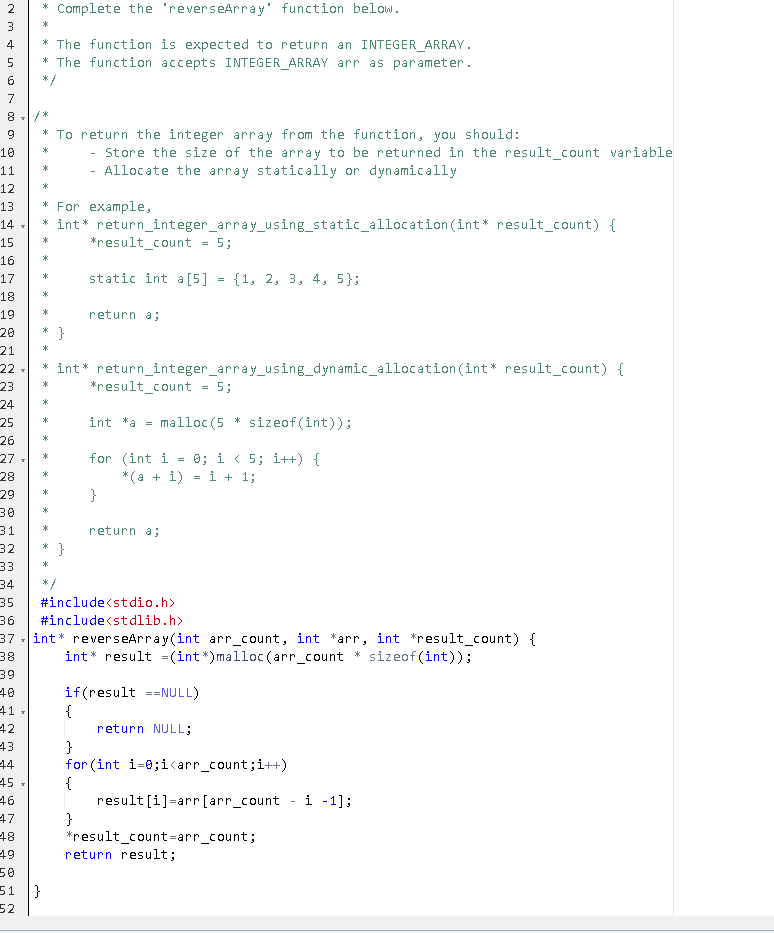 2 * Complete the 'reverseArray' function below.
3 *
4 * The function is expected to return an INTEGER_ARRAY.
5 * The function accepts INTEGER_ARRAY arr as parameter.
6 */
7
8 /*
9 * To return the integer array from the function, you should:
10 *     - Store the size of the array to be returned in the result_count variable
11 *     - Allocate the array statically or dynamically
12 *
13 * For example,
14 * int* return_integer_array_using_static_allocation(int* result_count) {
15 *     *result_count = 5;
16 *
17 *     static int a[5] = {1, 2, 3, 4, 5};
18 *
19 *     return a;
20 * }
21 *
22 * int* return_integer_array_using_dynamic_allocation(int* result_count) {
23 *     *result_count = 5;
24 *
25 *     int *a = malloc(5 * sizeof(int));
26 *
27 *     for (int i = 0; i < 5; i++) {
28 *         *(a + i) = i + 1;
29 *     }
30 *
31 *     return a;
32 * }
33 *
34 */
35 #include<stdio.h>
36 #include<stdlib.h>
37 int* reverseArray(int arr_count, int *arr, int *result_count) {
38     int* result =(int*)malloc(arr_count * sizeof(int));
39
40     if(result ==NULL)
41     {
42         return NULL;
43     }
44     for(int i=0;i<arr_count;i++)
45     {
46         result[i]=arr[arr_count - i -1];
47     }
48     *result_count=arr_count;
49     return result;
50
51 }
52